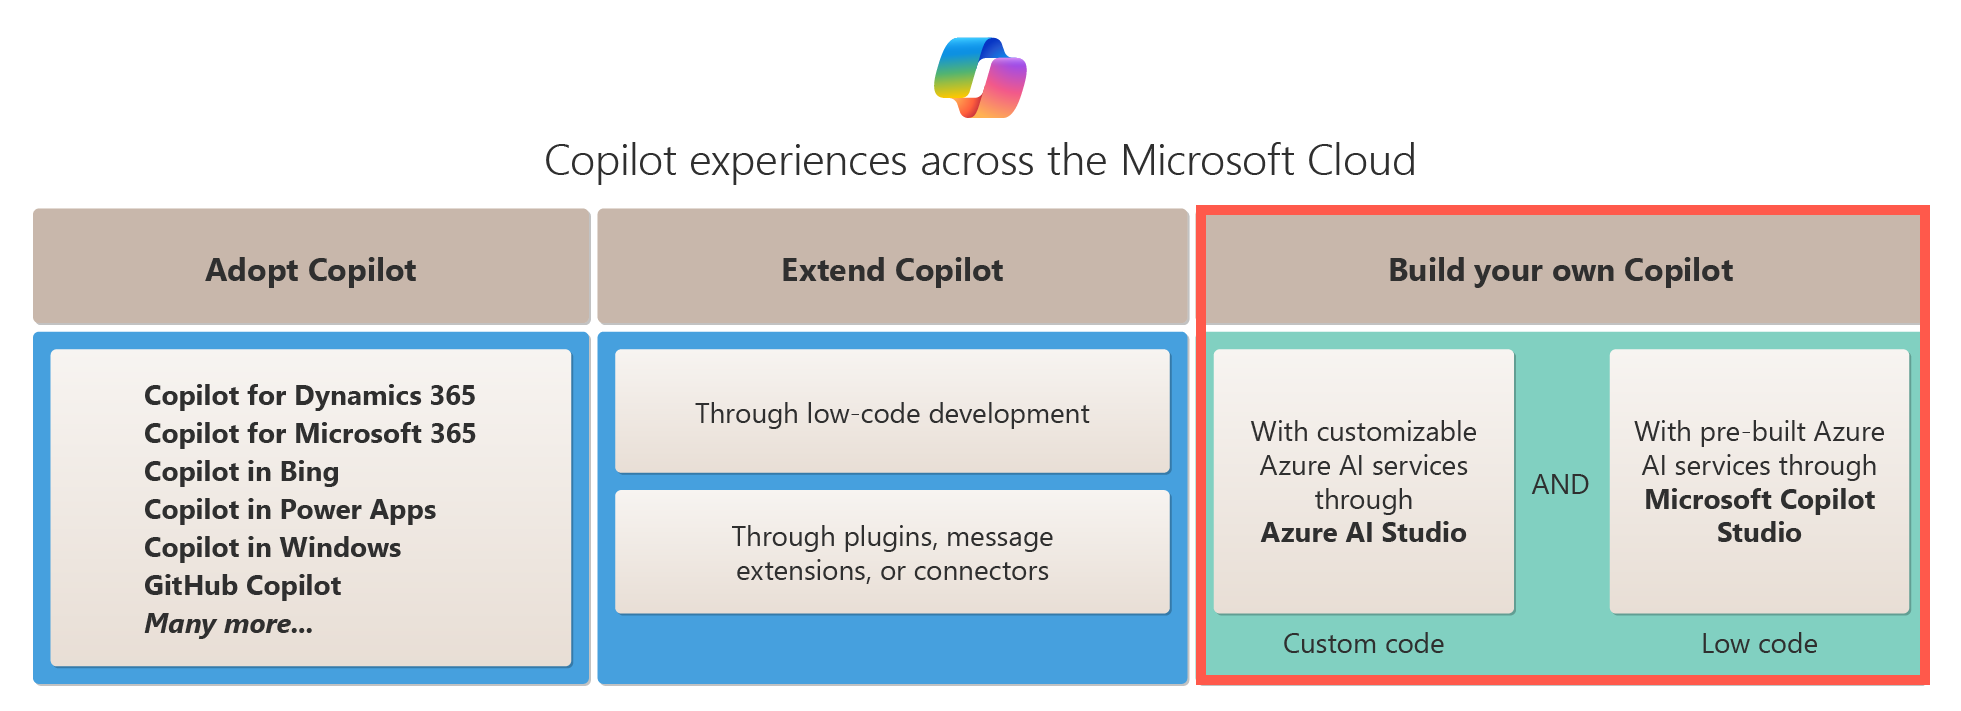 Copilot experiences across the Microsoft Cloud
Adopt Copilot
Copilot for Dynamics 365
Copilot for Microsoft 365
Copilot in Bing
Copilot in Power Apps
Copilot in Windows
GitHub Copilot
Many more...
Extend Copilot
Through low-code development
Through plugins, message
extensions, or connectors
Build your own Copilot
With customizable
Azure AI services
through
Azure AI Studio
Custom code
AND
With pre-built Azure
AI services through
Microsoft Copilot
Studio
Low code